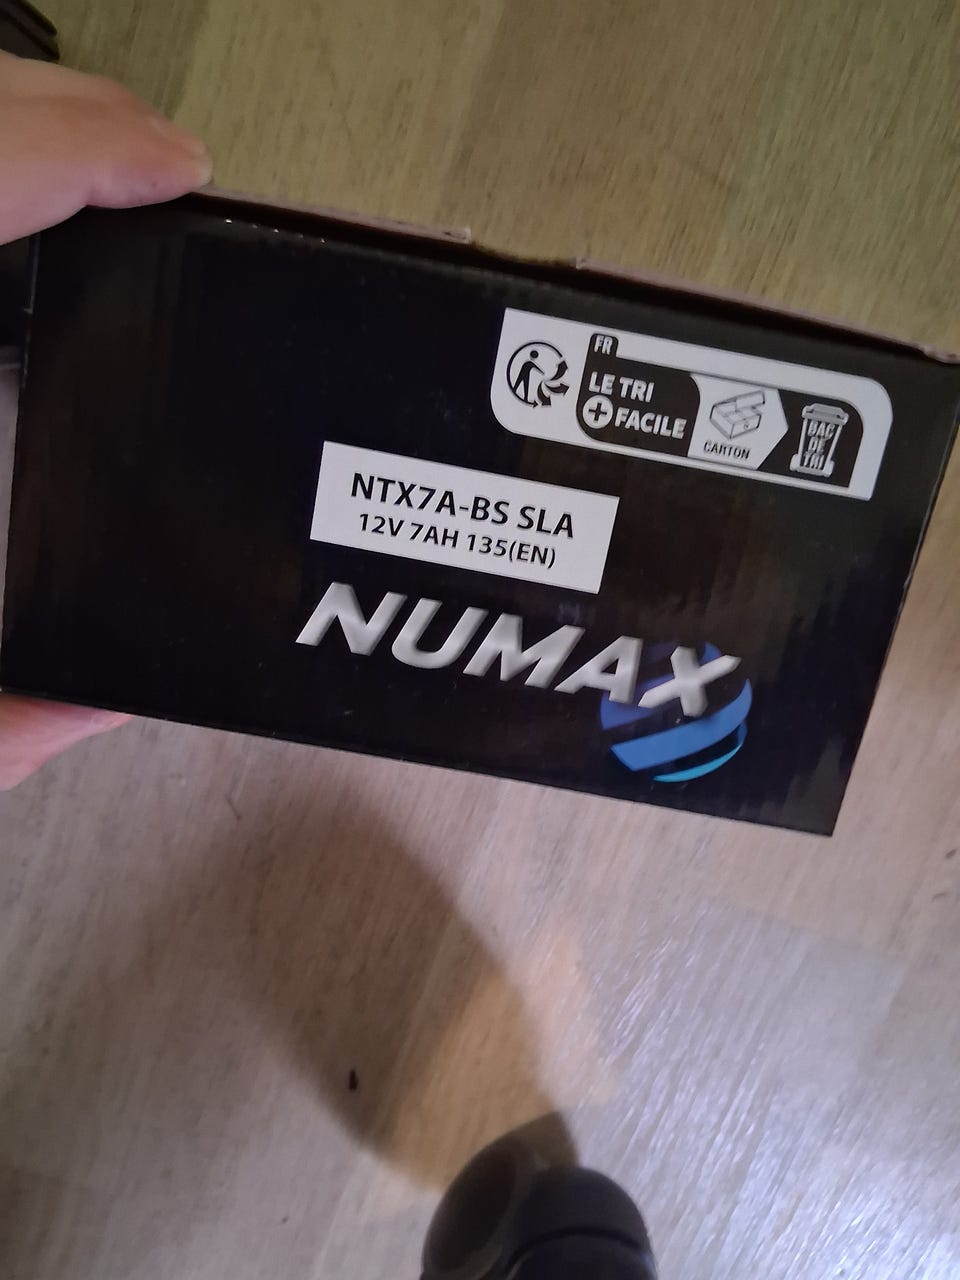 FR
LE TRI
+ FACILE
CARTON
BAC
DE
TRI
NTX7A-BS SLA
12V 7AH 135(EN)
NUMAX